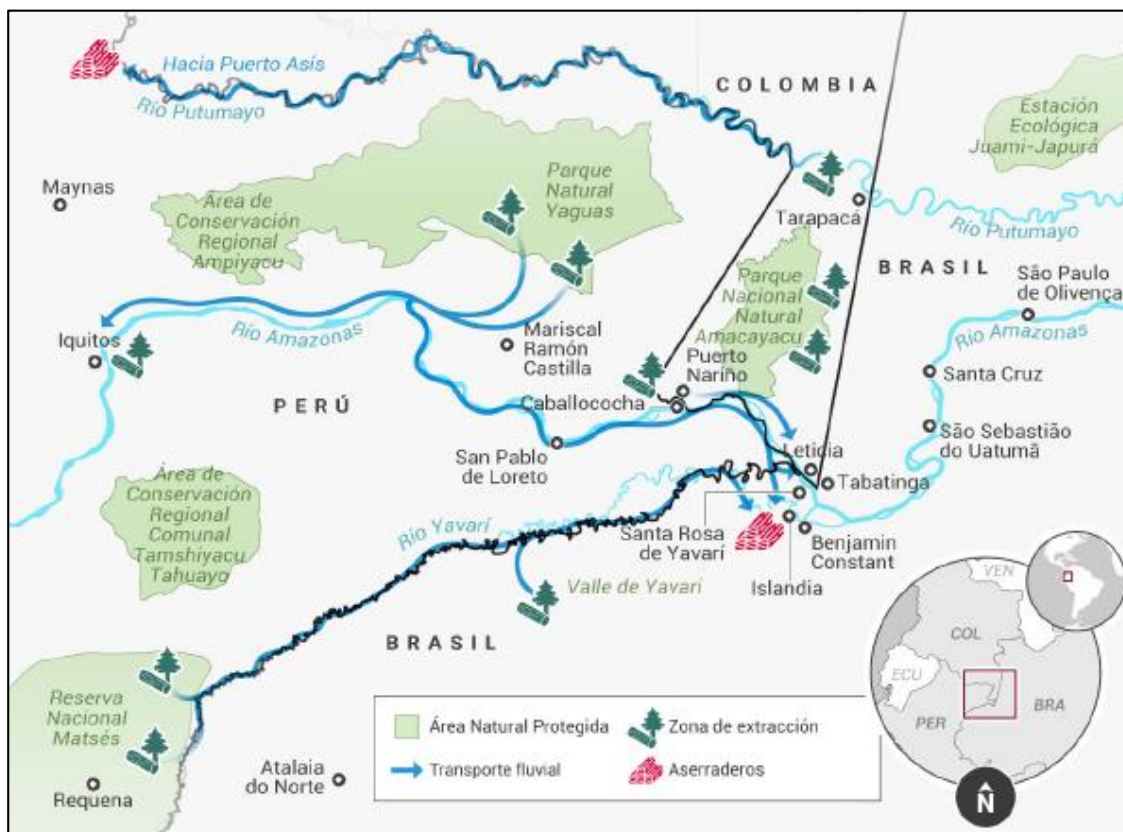 Hacia Puerto Asís
Río Putumayo
COLOMBIA
Estación
Ecológica
Juami-Japurá
Maynas
Área de
Conservación
Regional
Ampiyacu
Parque
Natural
Yaguas
Tarapacá
Río Putumayo
BRASIL
São Paulo
de Olivença
Parque
Nacional
Natural
Amacayacu
Río Amazonas
Iquitos
Río Amazonas
Mariscal
Ramón
Castilla
Puerto
Nariño
Caballococha
Santa Cruz
PERÚ
São Sebastião
do Uatumã
San Pablo
de Loreto
Leticia
Tabatinga
Área de
Conservación
Regional
Comunal
Tamshiyacu
Tahuayo
Río Yavarí
Santa Rosa
de Yavarí
Benjamin
Constant
Islandia
Valle de Yavarí
BRASIL
Reserva
Nacional
Matsés
Requena
Atalaia
do Norte
Área Natural Protegida
Zona de extracción
Transporte fluvial
Aserraderos
VEN
COL
ECU
PER
BRA
N